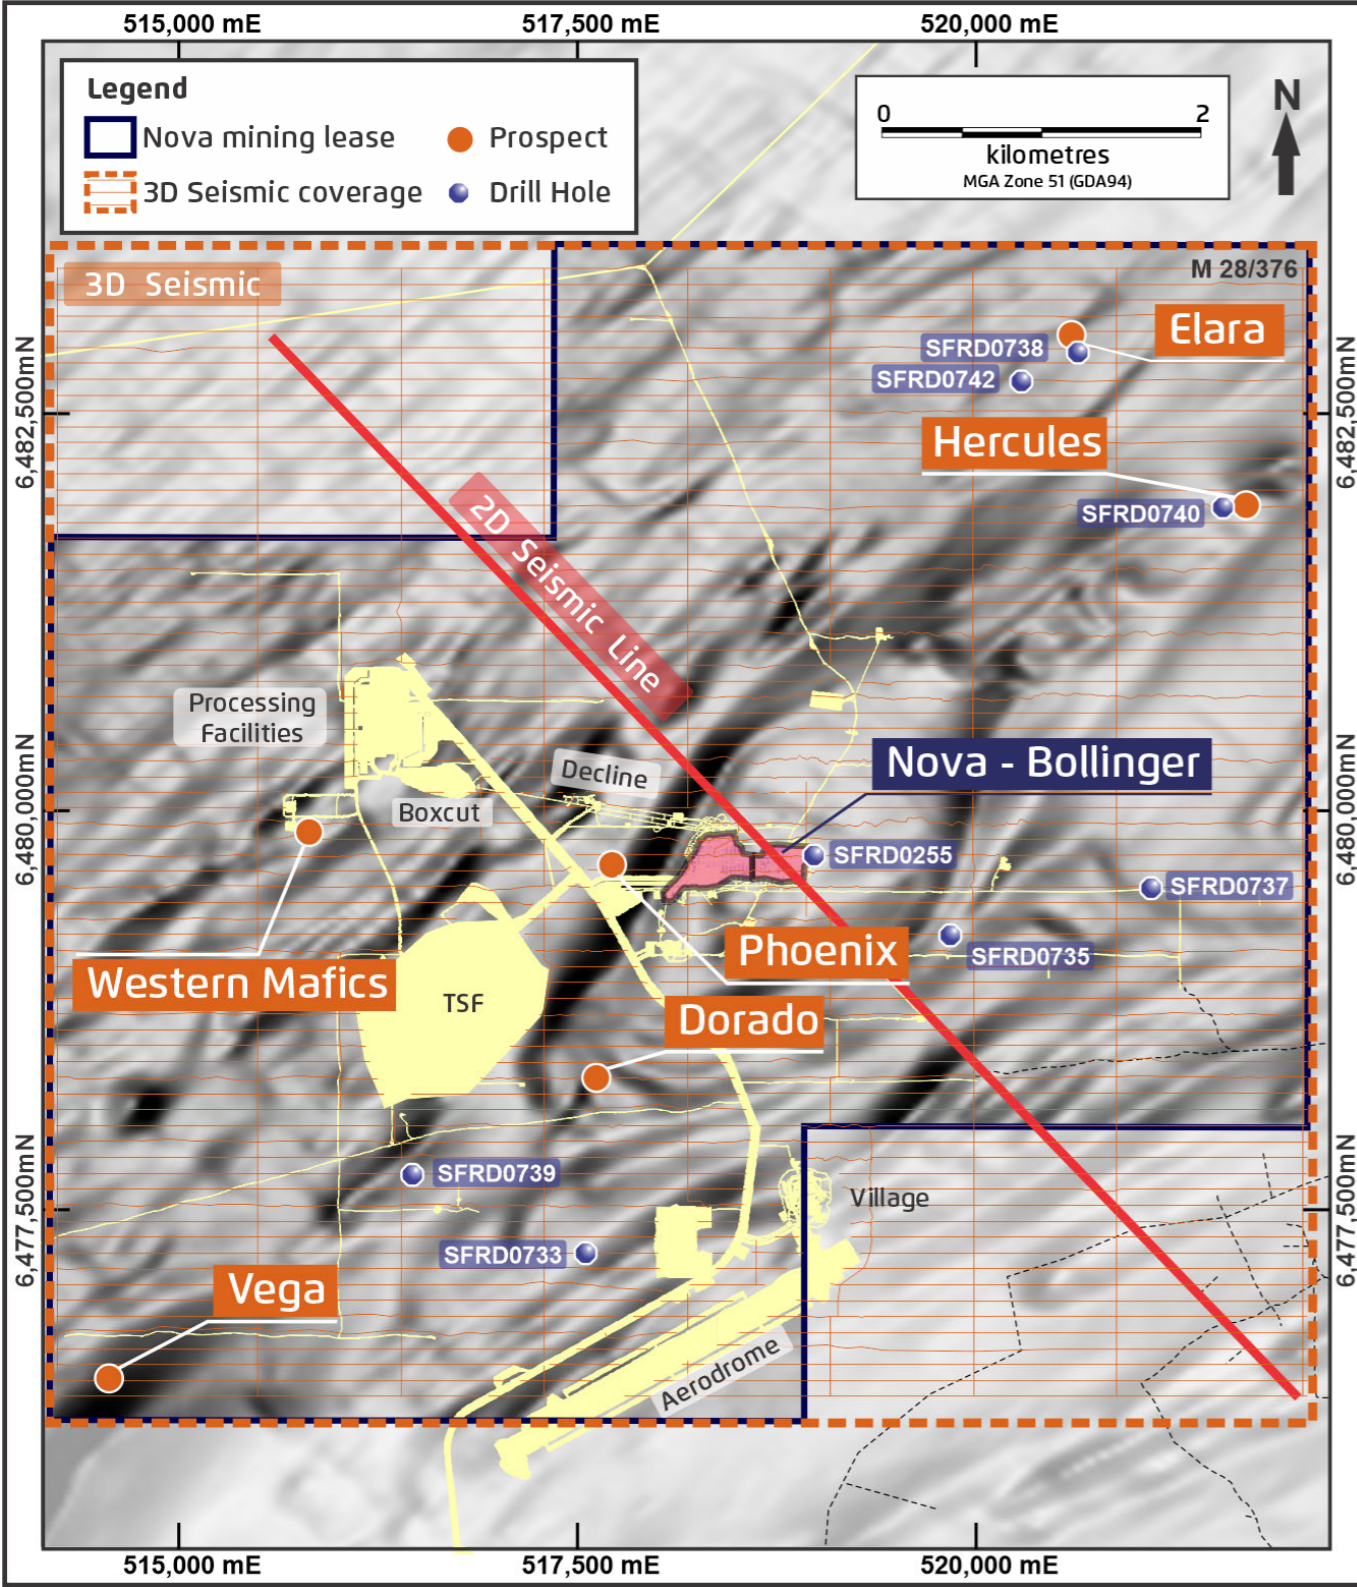 515,000 mE
517,500 mE
520,000 mE
Legend
Nova mining lease
Prospect
3D Seismic coverage
Drill Hole
0
2
kilometres
MGA Zone 51 (GDA94)
N
3D Seismic
M 28/376
Elara
SFRD0738
SFRD0742
6,482,500mN
6,482,500mN
Hercules
SFRD0740
2D Seismic Line
Processing
Facilities
Decline
Nova - Bollinger
6,480,000mN
6,480,000mN
Boxcut
SFRD0255
SFRD0737
Phoenix
SFRD0735
Western Mafics
TSF
Dorado
SFRD0739
Village
6,477,500mN
6,477,500mN
SFRD0733
Vega
Aerodrome
515,000 mE
517,500 mE
520,000 mE